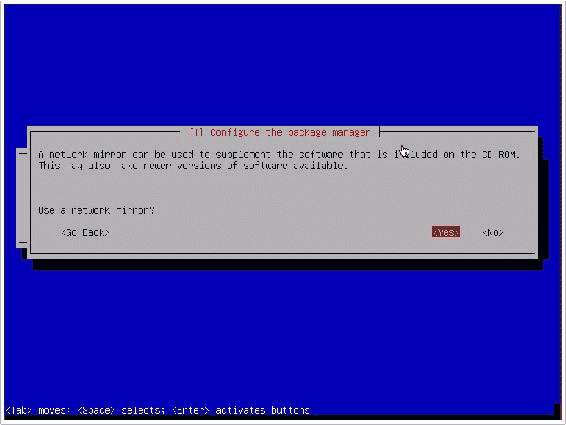 [!] Configure the package manager
A network mirror can be used to supplement the software that is included on the CD-ROM.
This may also make newer versions of software available.
Use a network mirror?
<Go Back> <Yes> <No>
<Tab> moves; <Space> selects; <Enter> activates buttons